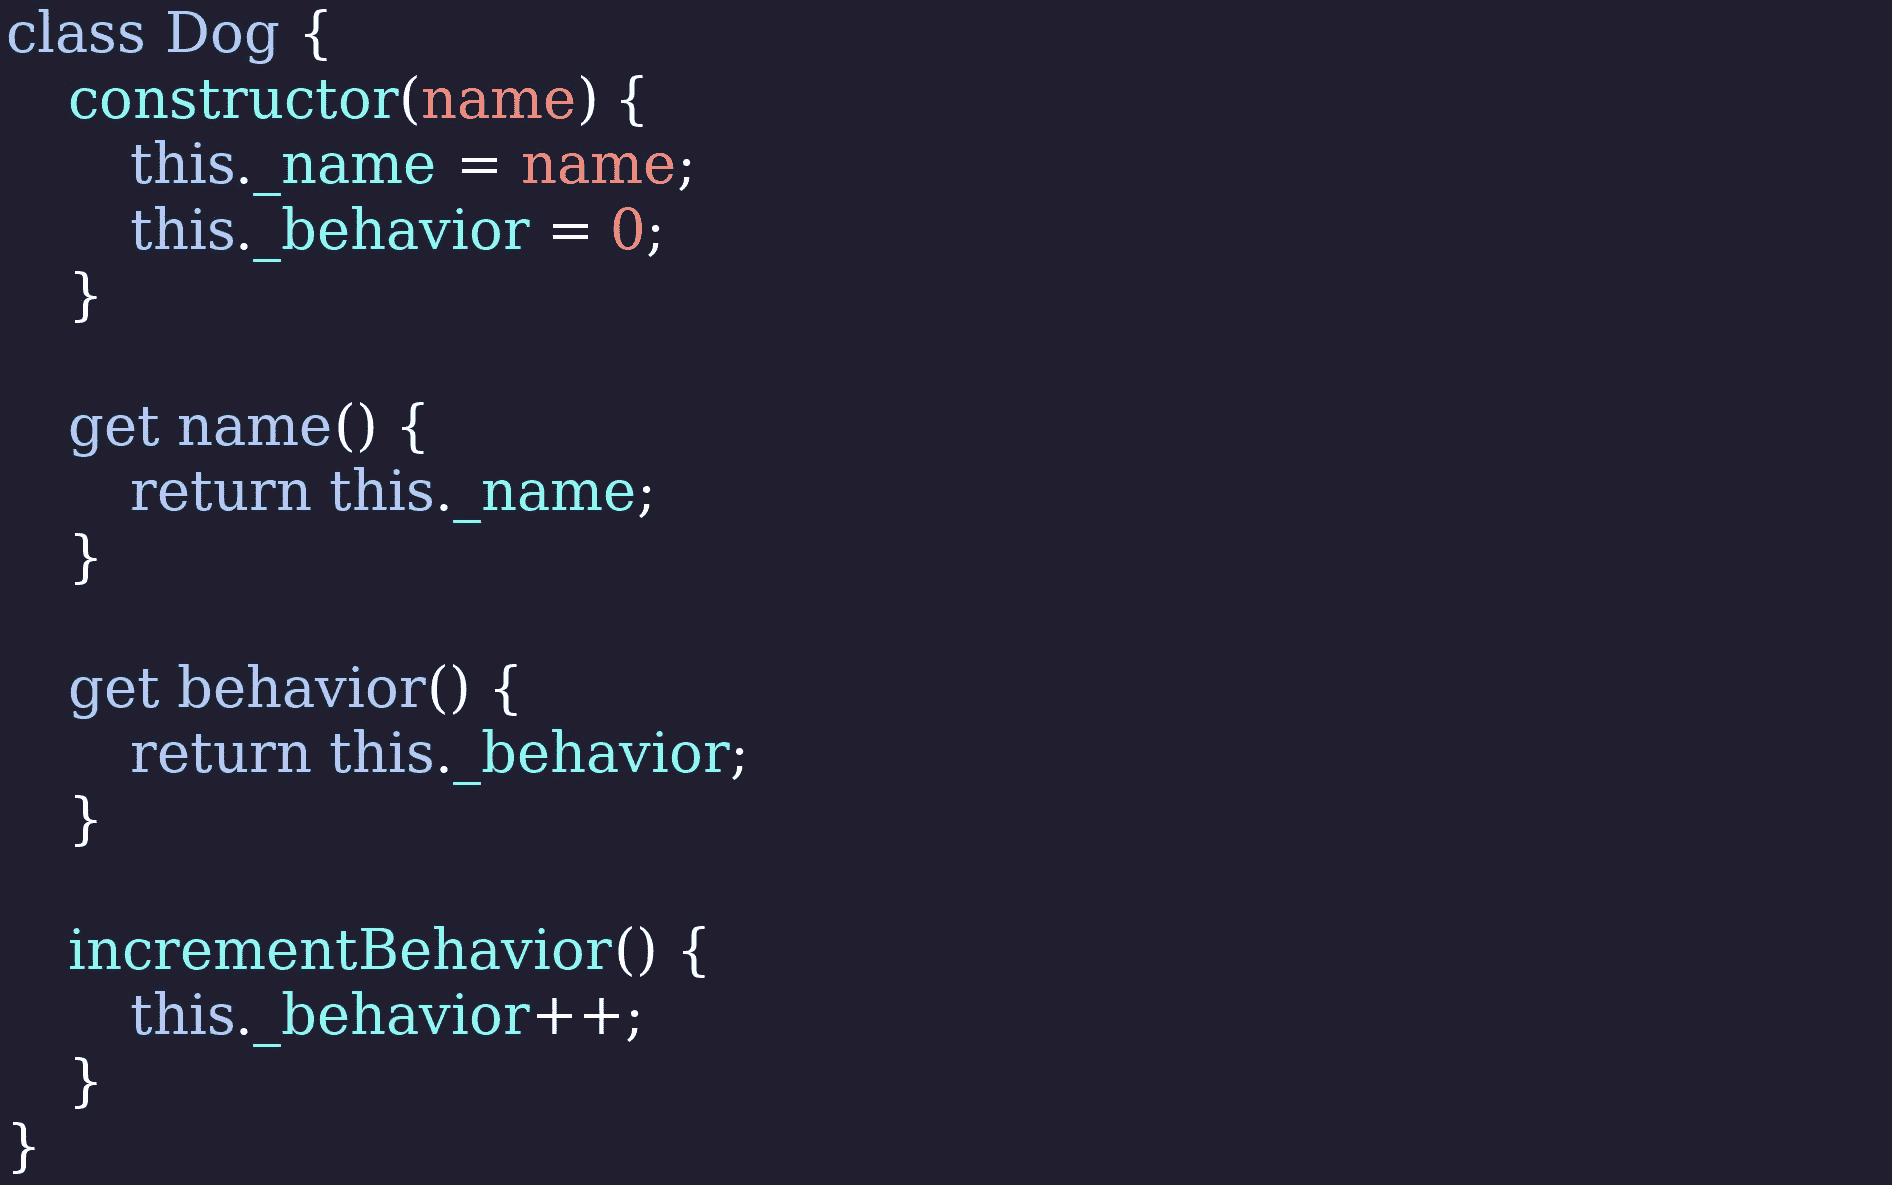 class Dog {
constructor(name) {
this._name = name;
this._behavior = 0;
}
get name() {
return this._name;
}
get behavior() {
return this._behavior;
}
incrementBehavior() {
this._behavior++;
}
}